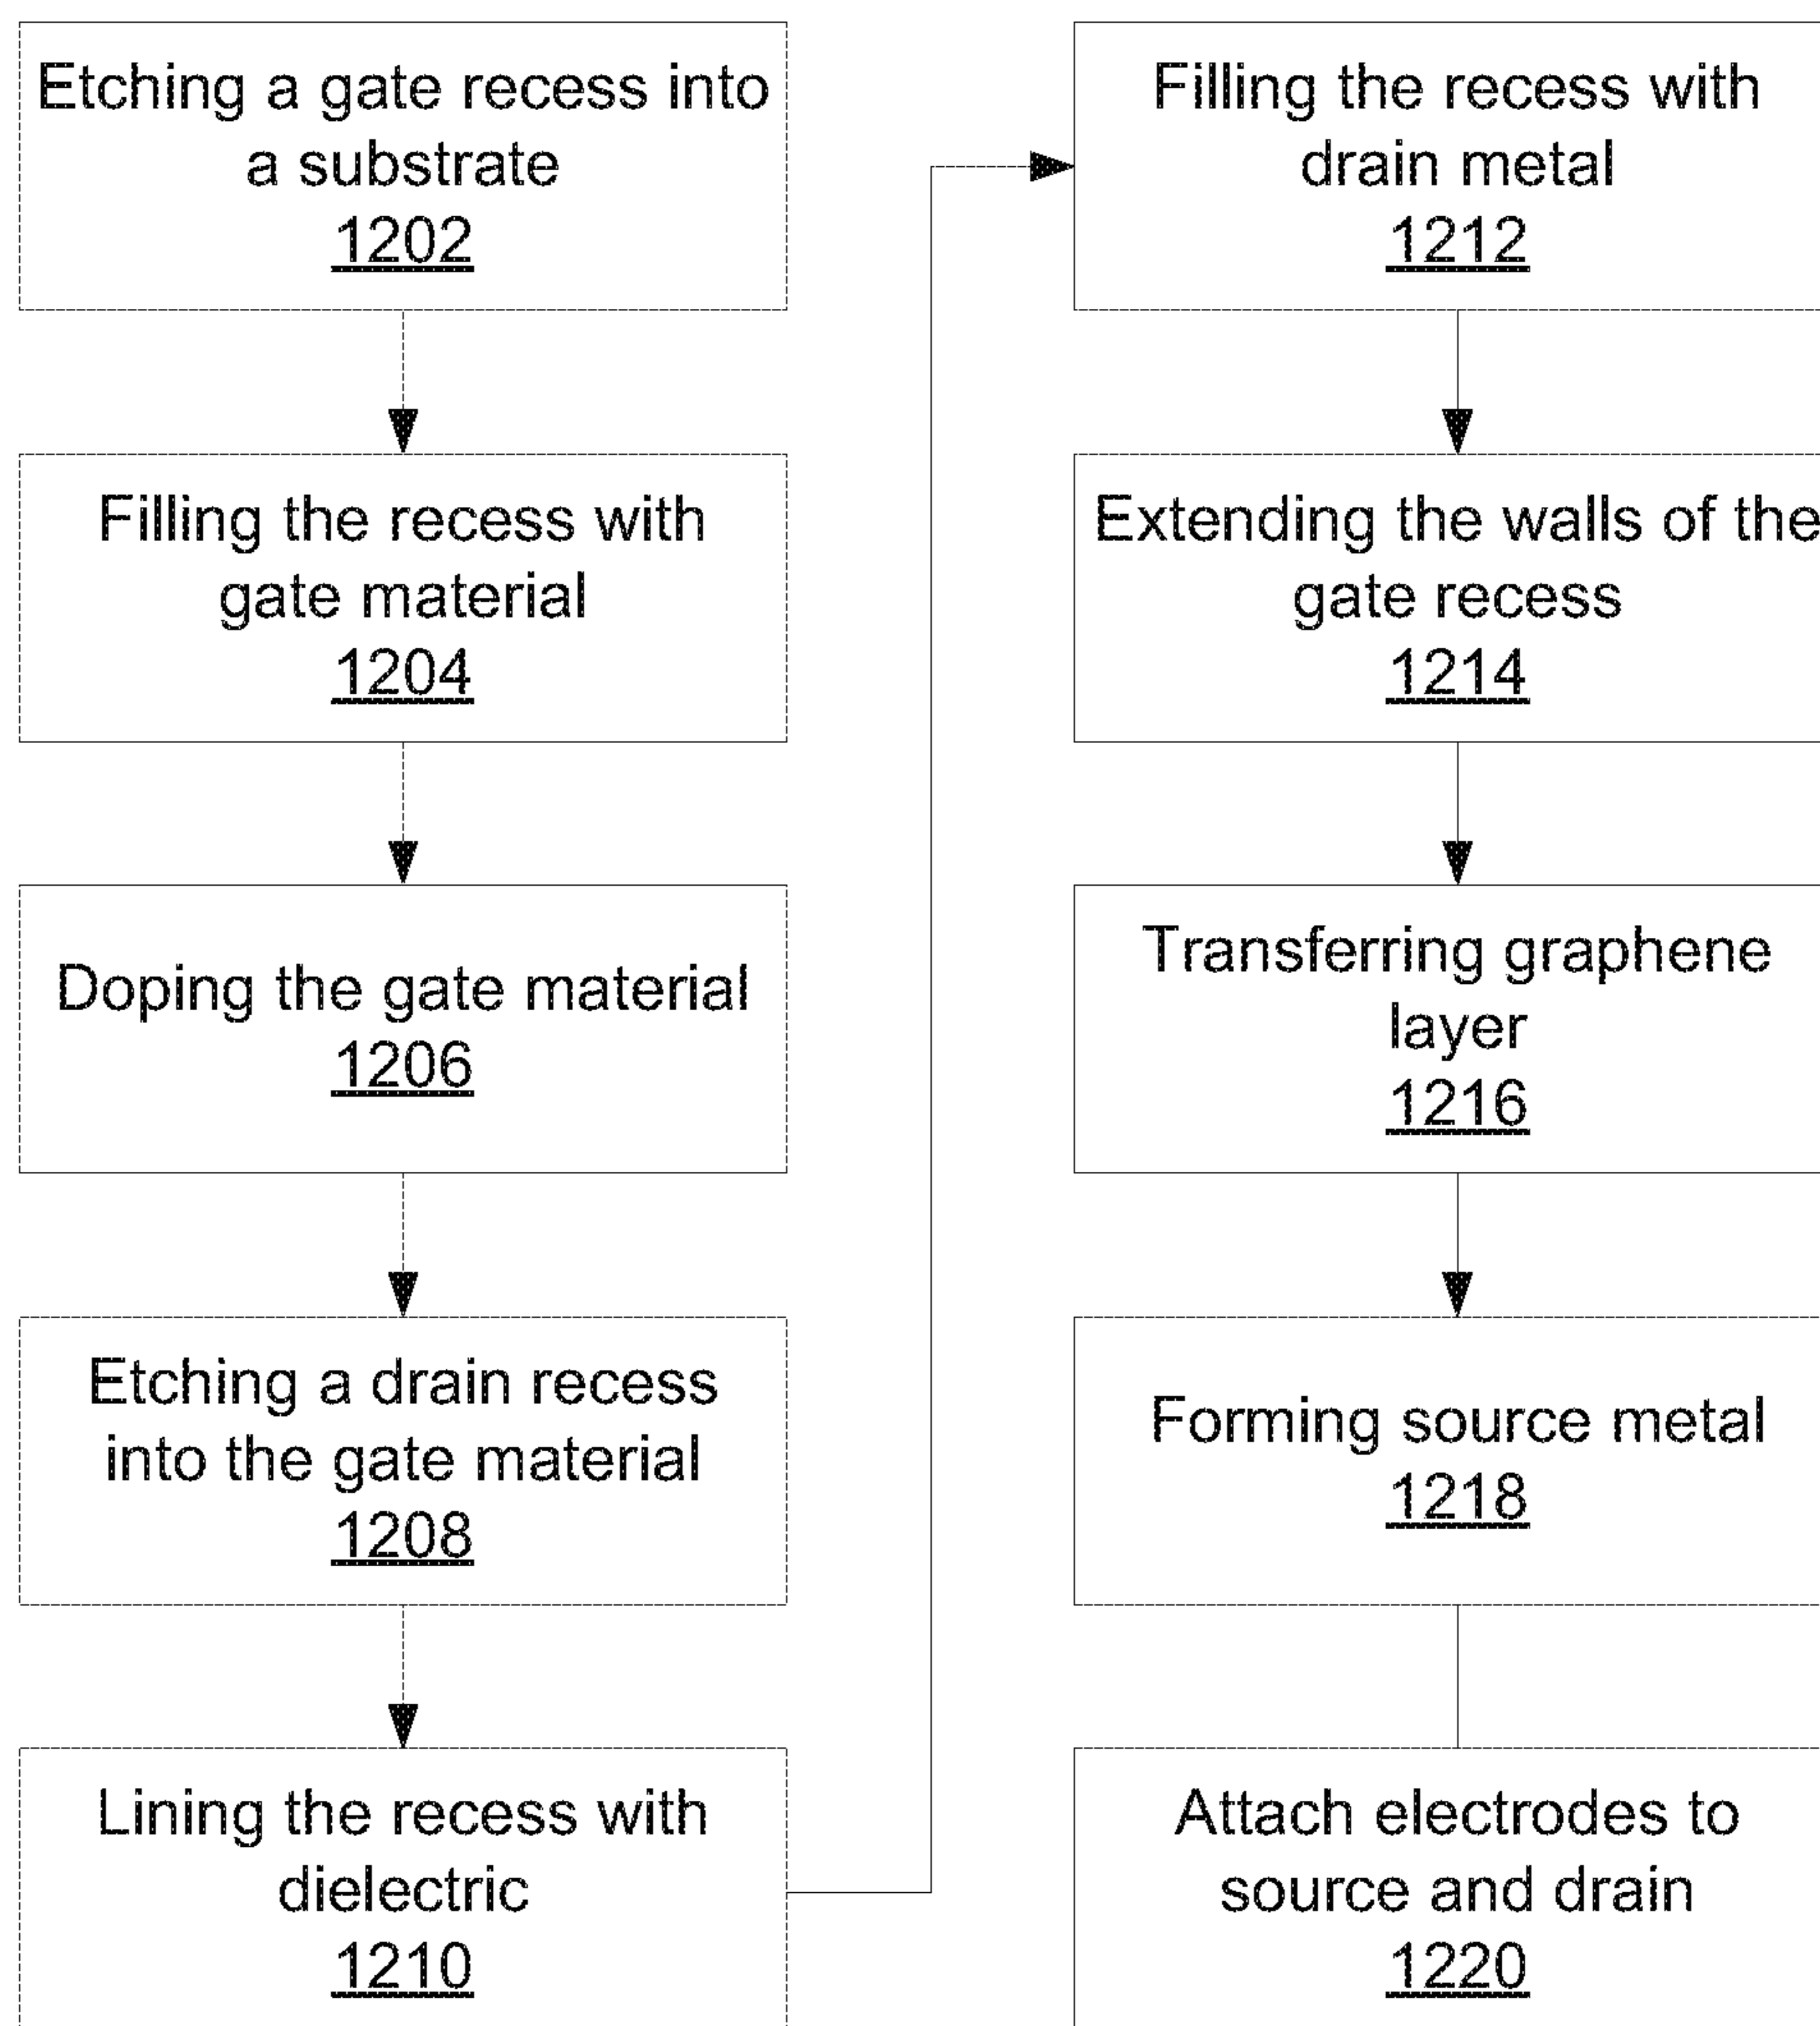 Etching a gate recess into
a substrate
1202
Filling the recess with
gate material
1204
Doping the gate material
1206
Etching a drain recess
into the gate material
1208
Lining the recess with
dielectric
1210
Filling the recess with
drain metal
1212
Extending the walls of the
gate recess
1214
Transferring graphene
layer
1216
Forming source metal
1218
Attach electrodes to
source and drain
1220